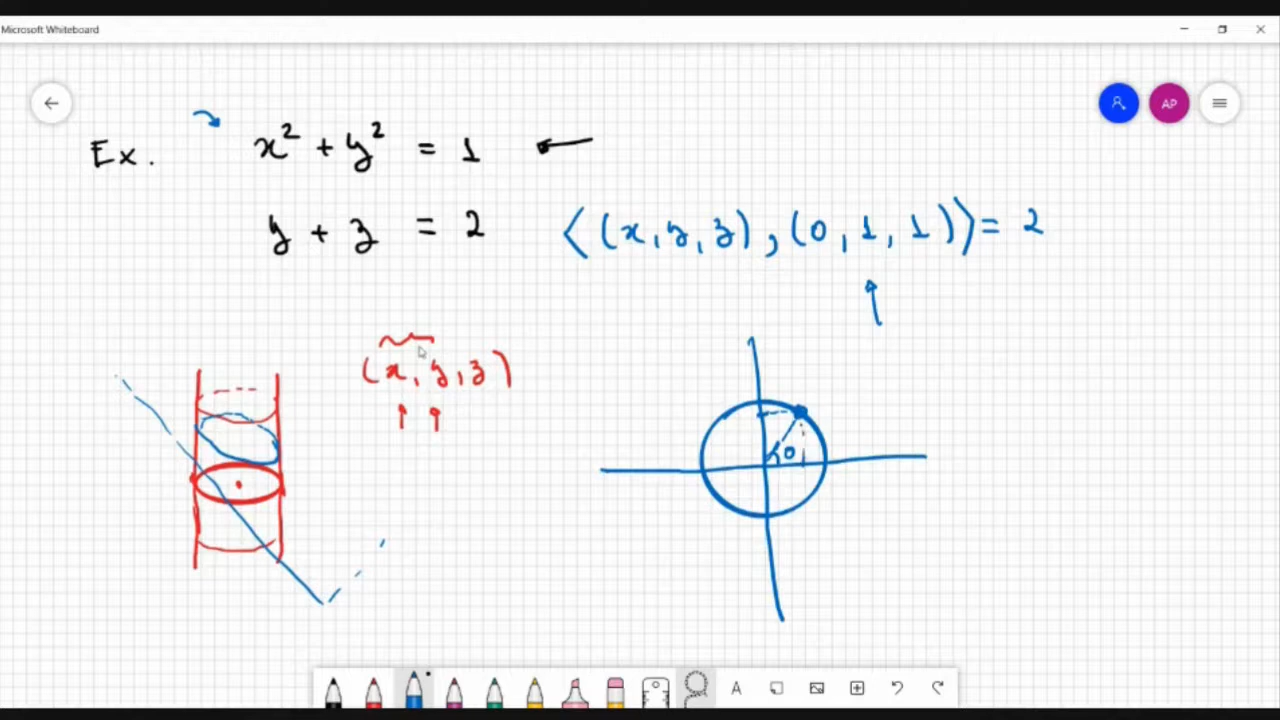 Microsoft Whiteboard
AP
Ex. x² + y² = 1
y + z = 2
⟨(x, y, z), (0, 1, 1)⟩ = 2
(x, y, z)
θ
A